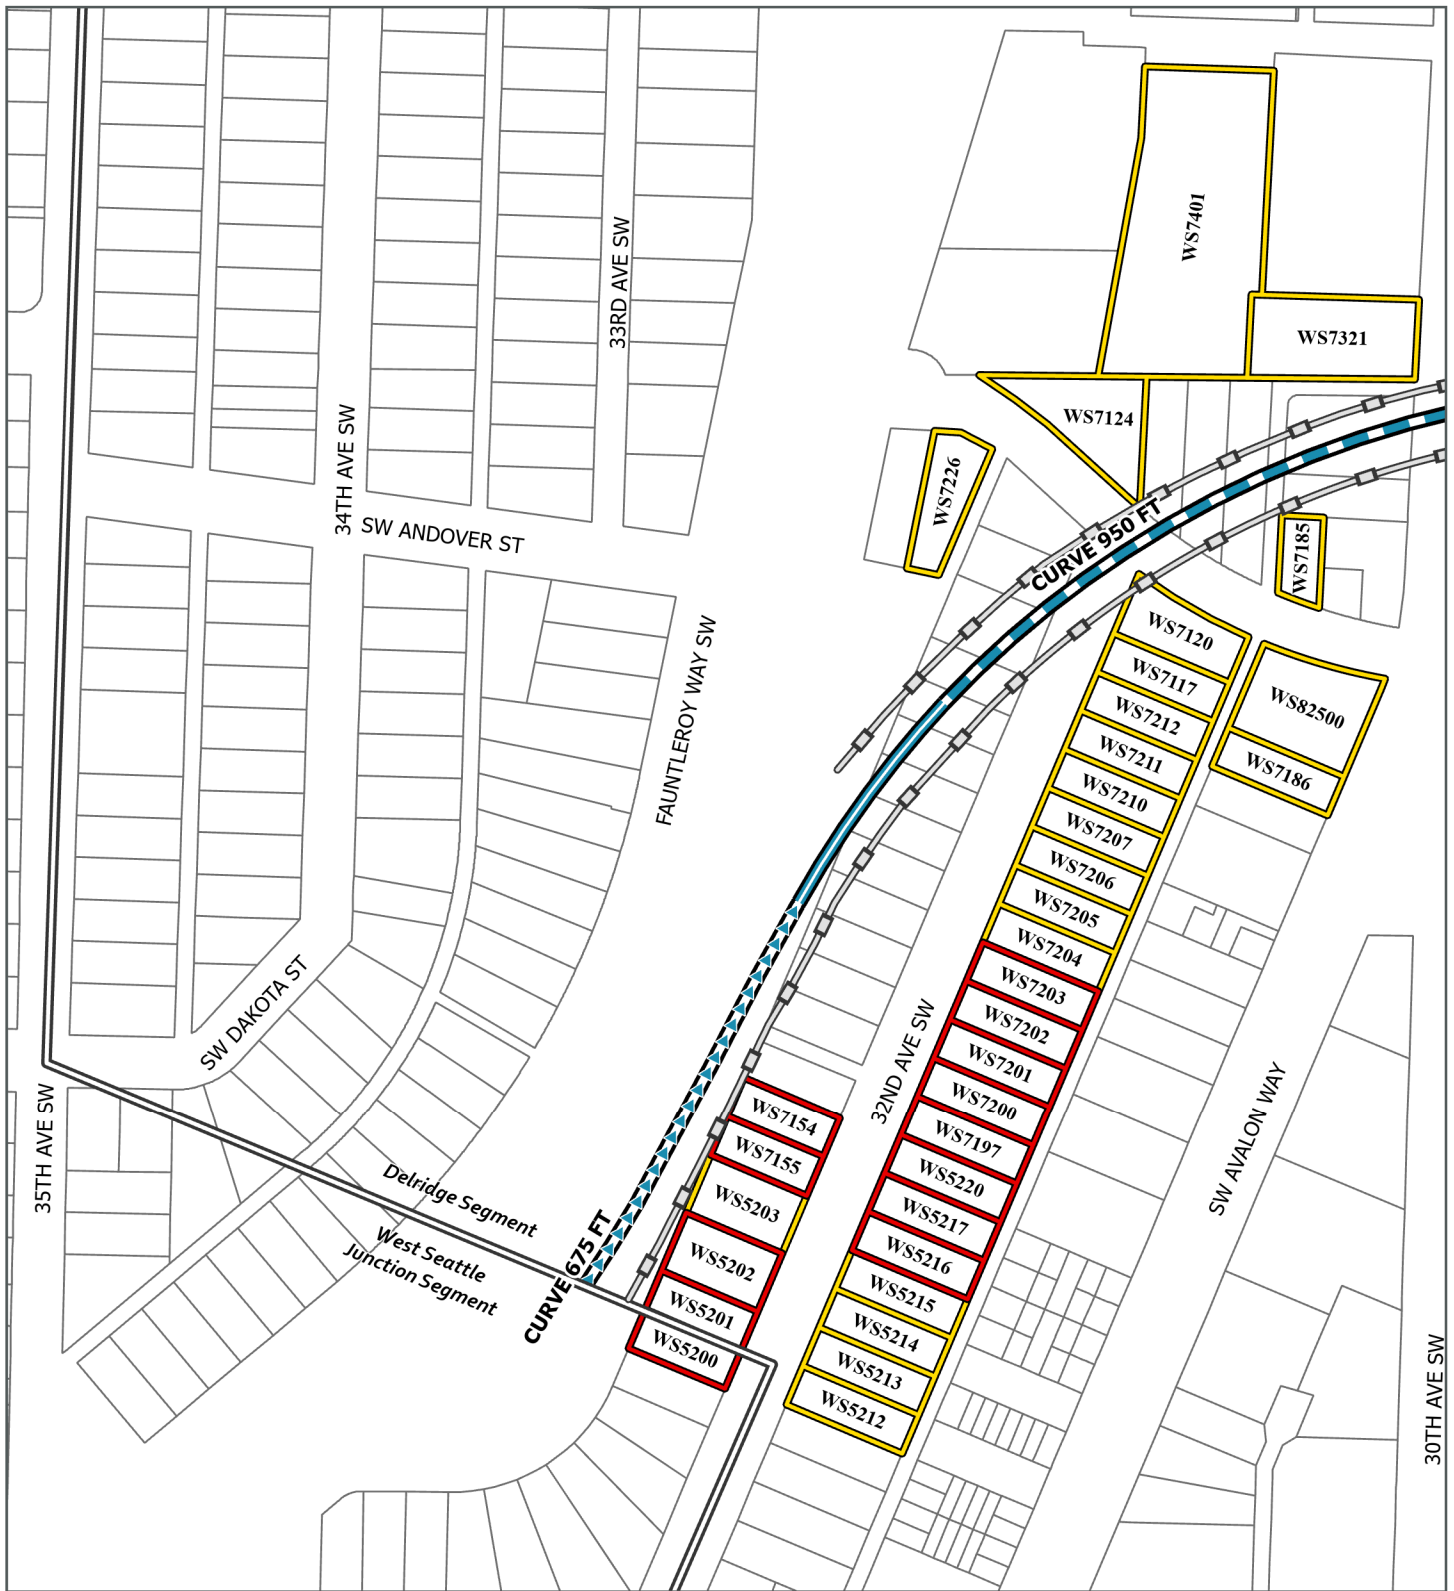 WS7401
33RD AVE SW
WS7321
WS7124
34TH AVE SW
WS7226
SW ANDOVER ST
CURVE 950 FT
WS7185
WS7120
WS7117
WS82500
WS7212
WS7211
WS7186
WS7210
FAUNTLEROY WAY SW
WS7207
WS7206
WS7205
WS7204
WS7203
SW DAKOTA ST
WS7202
32ND AVE SW
WS7201
WS7200
WS7154
WS7197
35TH AVE SW
SW AVALON WAY
WS7155
WS5220
Delridge Segment
WS5203
WS5217
West Seattle
Junction Segment
WS5216
WS5202
CURVE 675 FT
WS5215
WS5201
WS5214
WS5200
WS5213
30TH AVE SW
WS5212